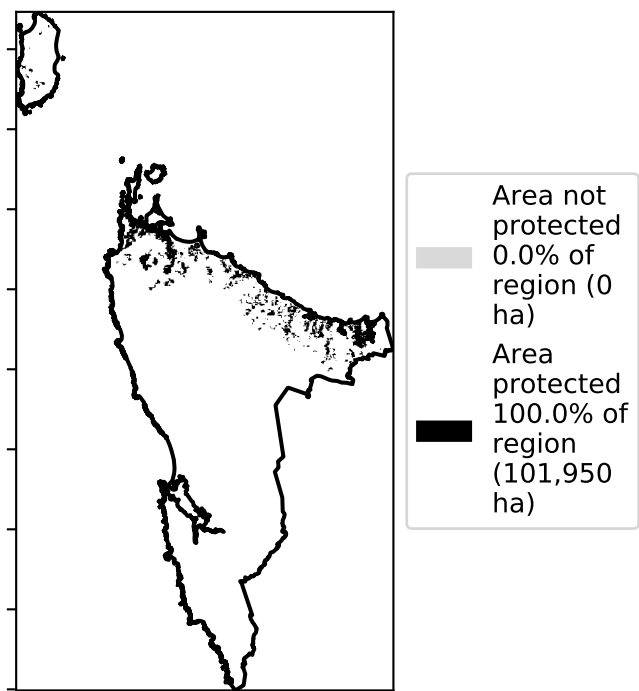 Area not
protected
0.0% of
region (0
ha)
Area
protected
100.0% of
region
(101,950
ha)